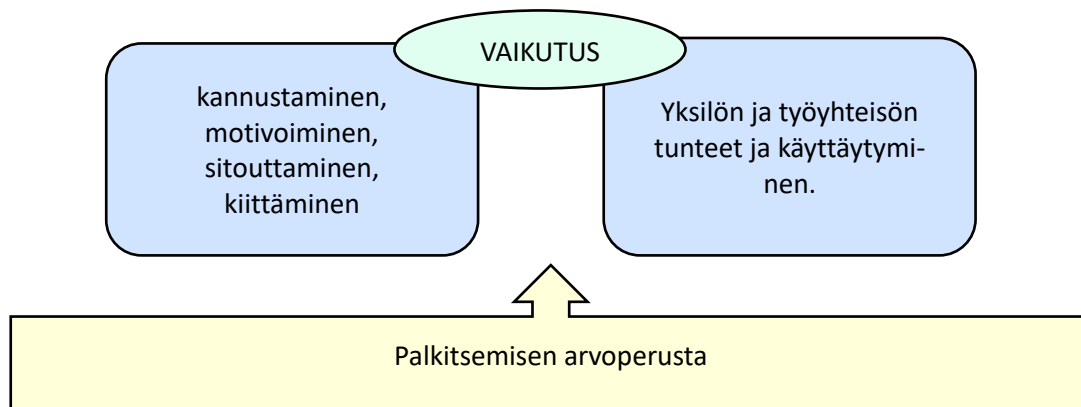 VAIKUTUS
kannustaminen,
motivoiminen,
sitouttaminen,
kiittäminen
Yksilön ja työyhteisön
tunteet ja käyttäytymi-
nen.
Palkitsemisen arvoperusta